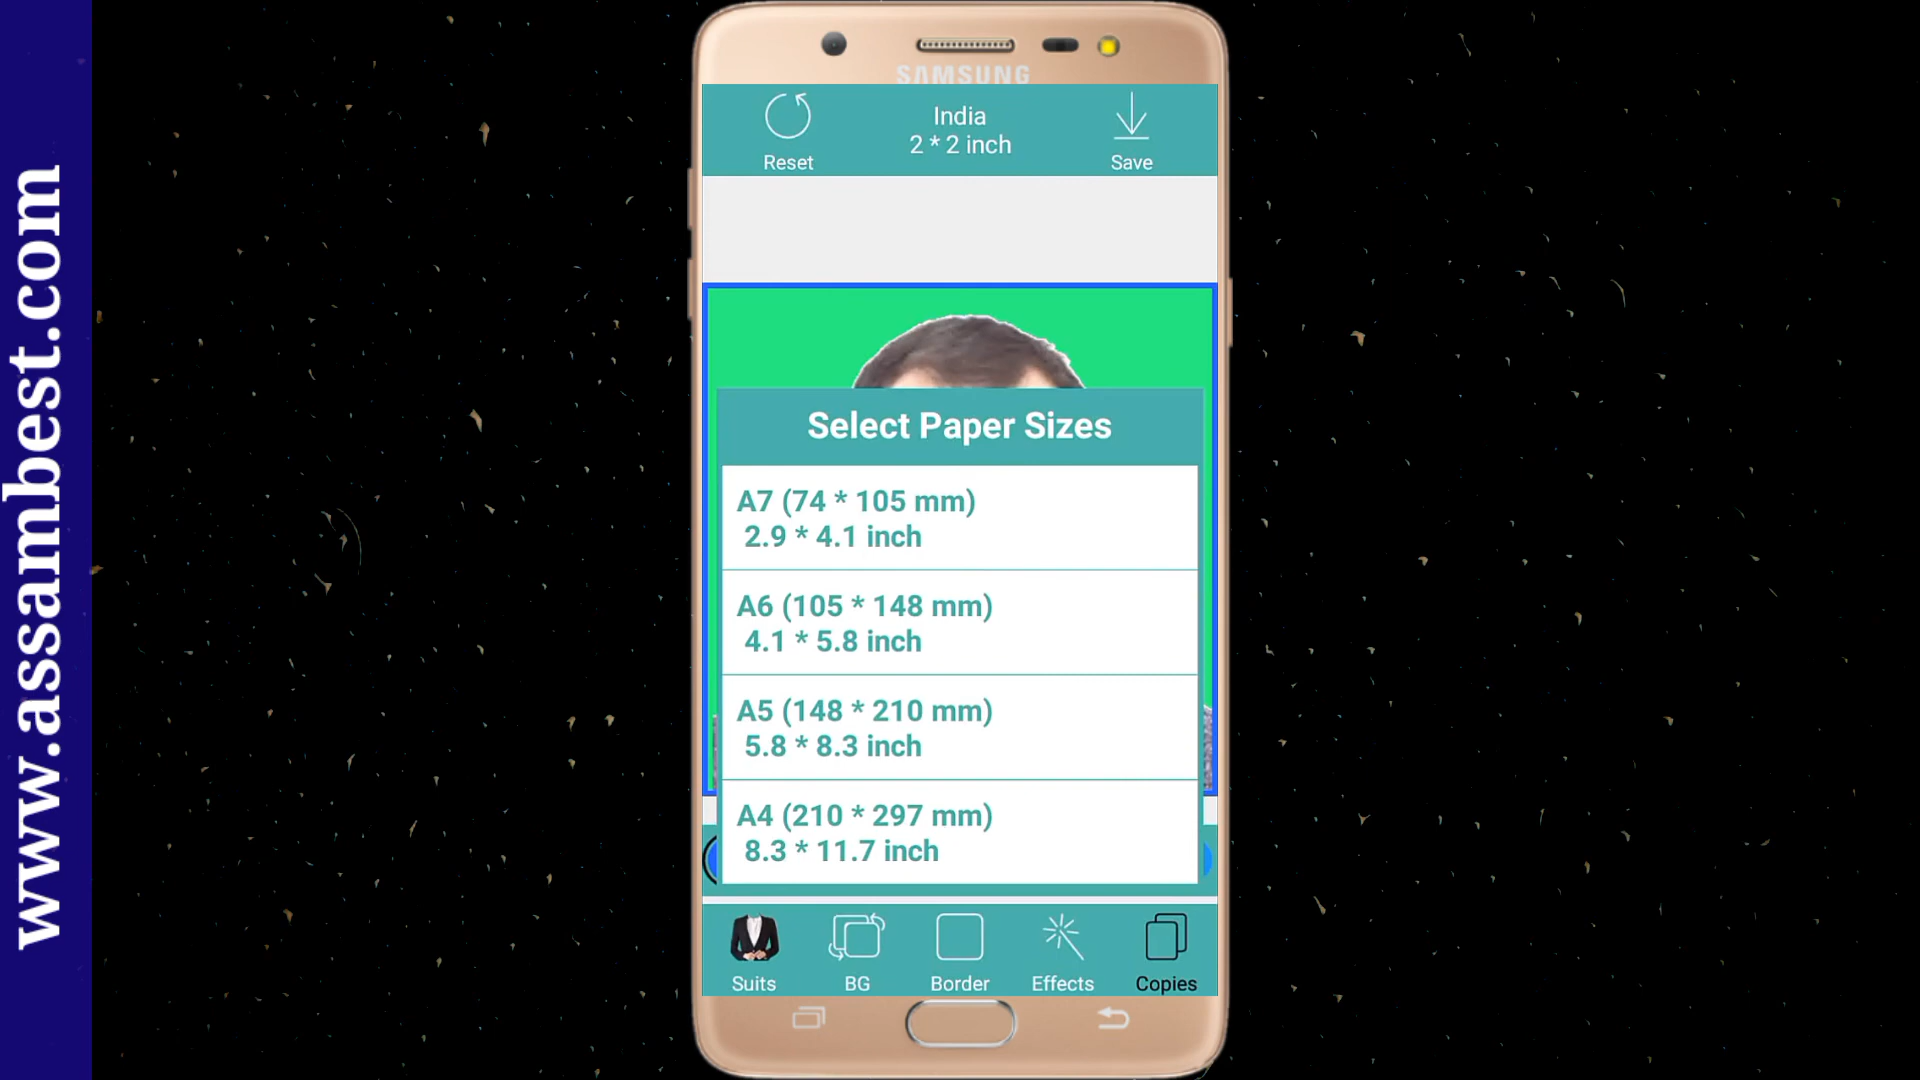 www.assambest.com
SAMSUNG
Reset
India
2 * 2 inch
Save
Select Paper Sizes
A7 (74 * 105 mm)
2.9 * 4.1 inch
A6 (105 * 148 mm)
4.1 * 5.8 inch
A5 (148 * 210 mm)
5.8 * 8.3 inch
A4 (210 * 297 mm)
8.3 * 11.7 inch
Suits
BG
Border
Effects
Copies